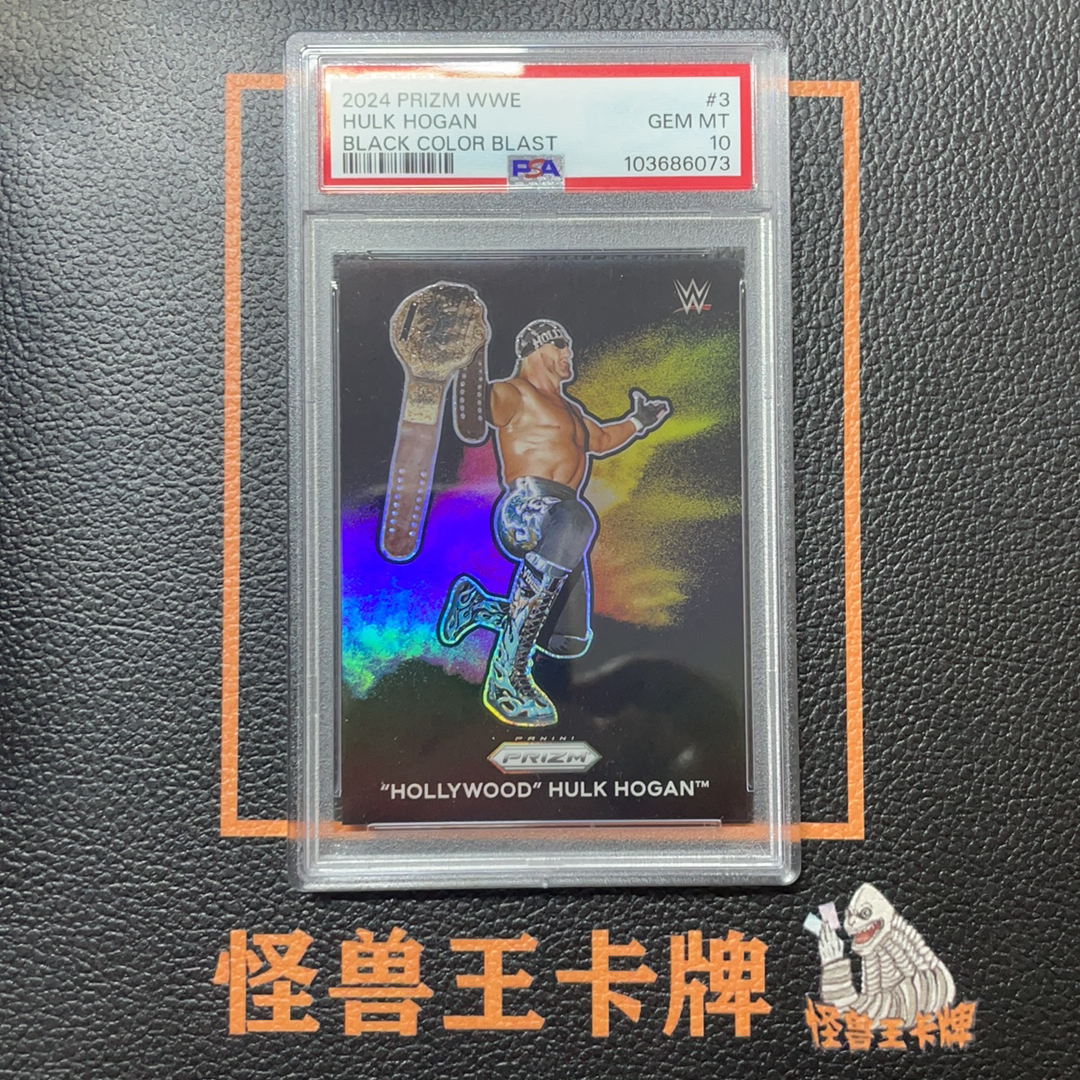 2024 PRIZM WWE #3
HULK HOGAN GEM MT
BLACK COLOR BLAST 10
PSA 103686073
W
PANINI
PRIZM
"HOLLYWOOD" HULK HOGAN™
怪兽王卡牌
怪兽王卡牌